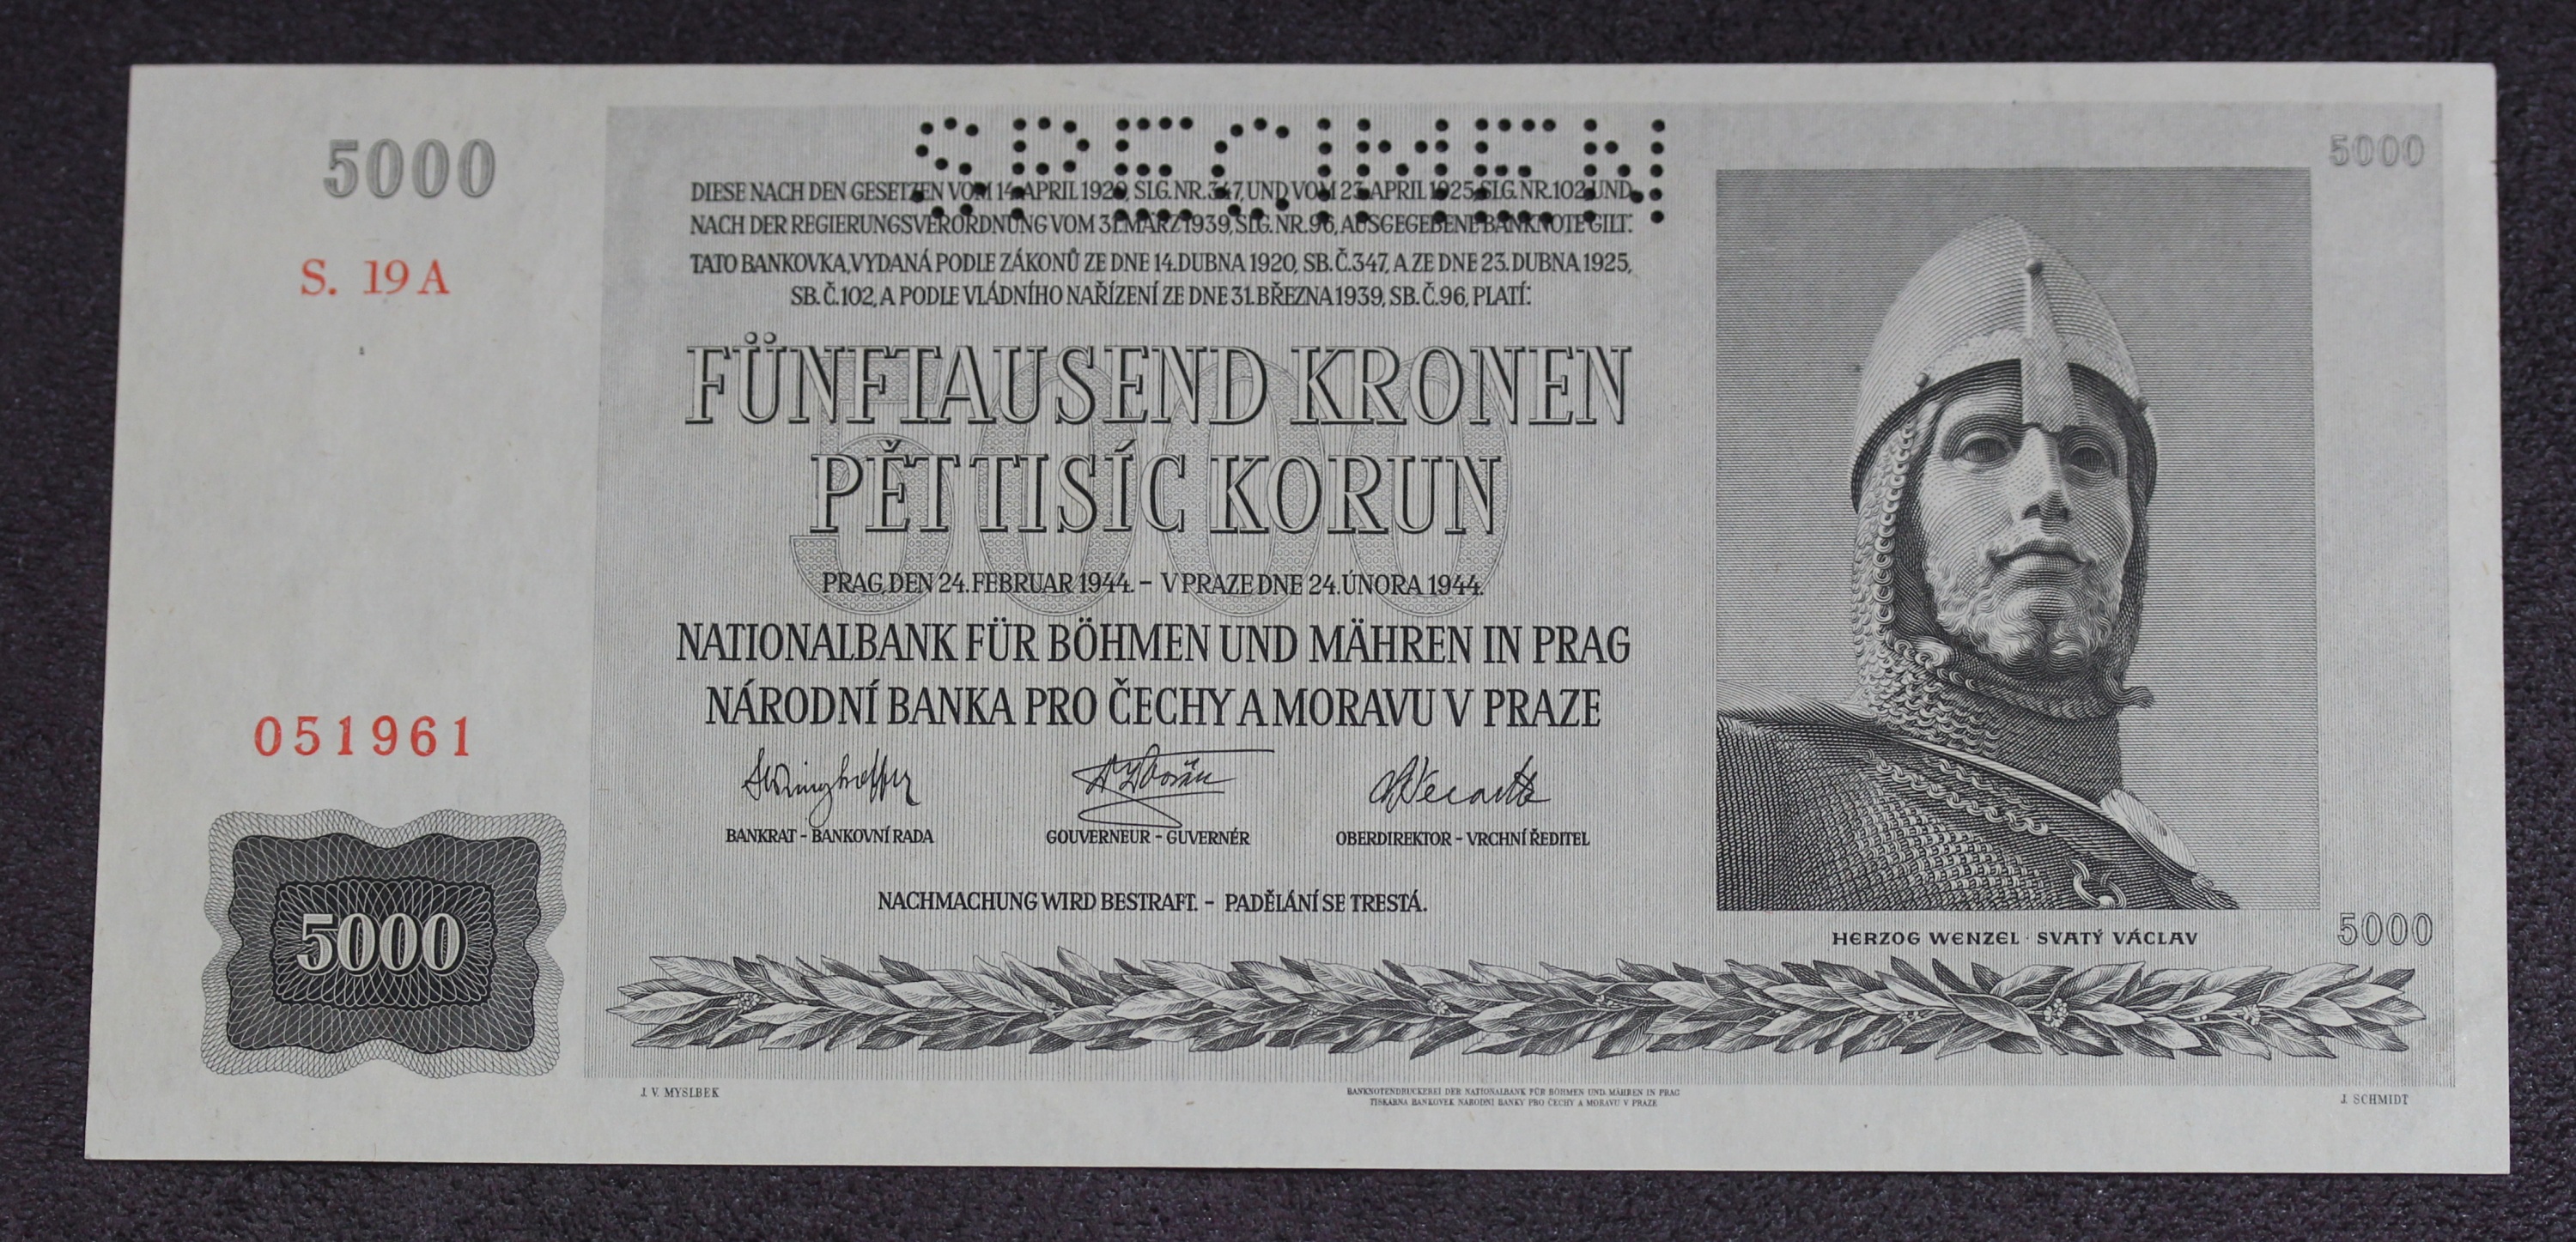 SPECIMEN
5000
5000
S. 19 A
DIESE NACH DEN GESETZEN VOM 14. APRIL 1920, SLG. NR. 347, UND VOM 23. APRIL 1925, SLG. NR. 102 UND
NACH DER REGIERUNGSVERORDNUNG VOM 31. MÄRZ 1939, SLG. NR. 96, AUSGEGEBENE BANKNOTE GILT:
TATO BANKOVKA, VYDANÁ PODLE ZÁKONŮ ZE DNE 14. DUBNA 1920, SB. Č. 347, A ZE DNE 23. DUBNA 1925,
SB. Č. 102, A PODLE VLÁDNÍHO NAŘÍZENÍ ZE DNE 31. BŘEZNA 1939, SB. Č. 96, PLATÍ:
5000
FÜNFTAUSEND KRONEN
PĚT TISÍC KORUN
PRAG, DEN 24. FEBRUAR 1944. – V PRAZE DNE 24. ÚNORA 1944.
NATIONALBANK FÜR BÖHMEN UND MÄHREN IN PRAG
NÁRODNÍ BANKA PRO ČECHY A MORAVU V PRAZE
051961
BANKRAT – BANKOVNÍ RADA
GOUVERNEUR – GUVERNÉR
OBERDIREKTOR – VRCHNÍ ŘEDITEL
NACHMACHUNG WIRD BESTRAFT. – PADĚLÁNÍ SE TRESTÁ.
5000
HERZOG WENZEL · SVATÝ VÁCLAV
5000
J. V. MYSLBEK
BANKNOTENDRUCKEREI DER NATIONALBANK FÜR BÖHMEN UND MÄHREN IN PRAG
TISKÁRNA BANKOVEK NÁRODNÍ BANKY PRO ČECHY A MORAVU V PRAZE
J. SCHMIDT